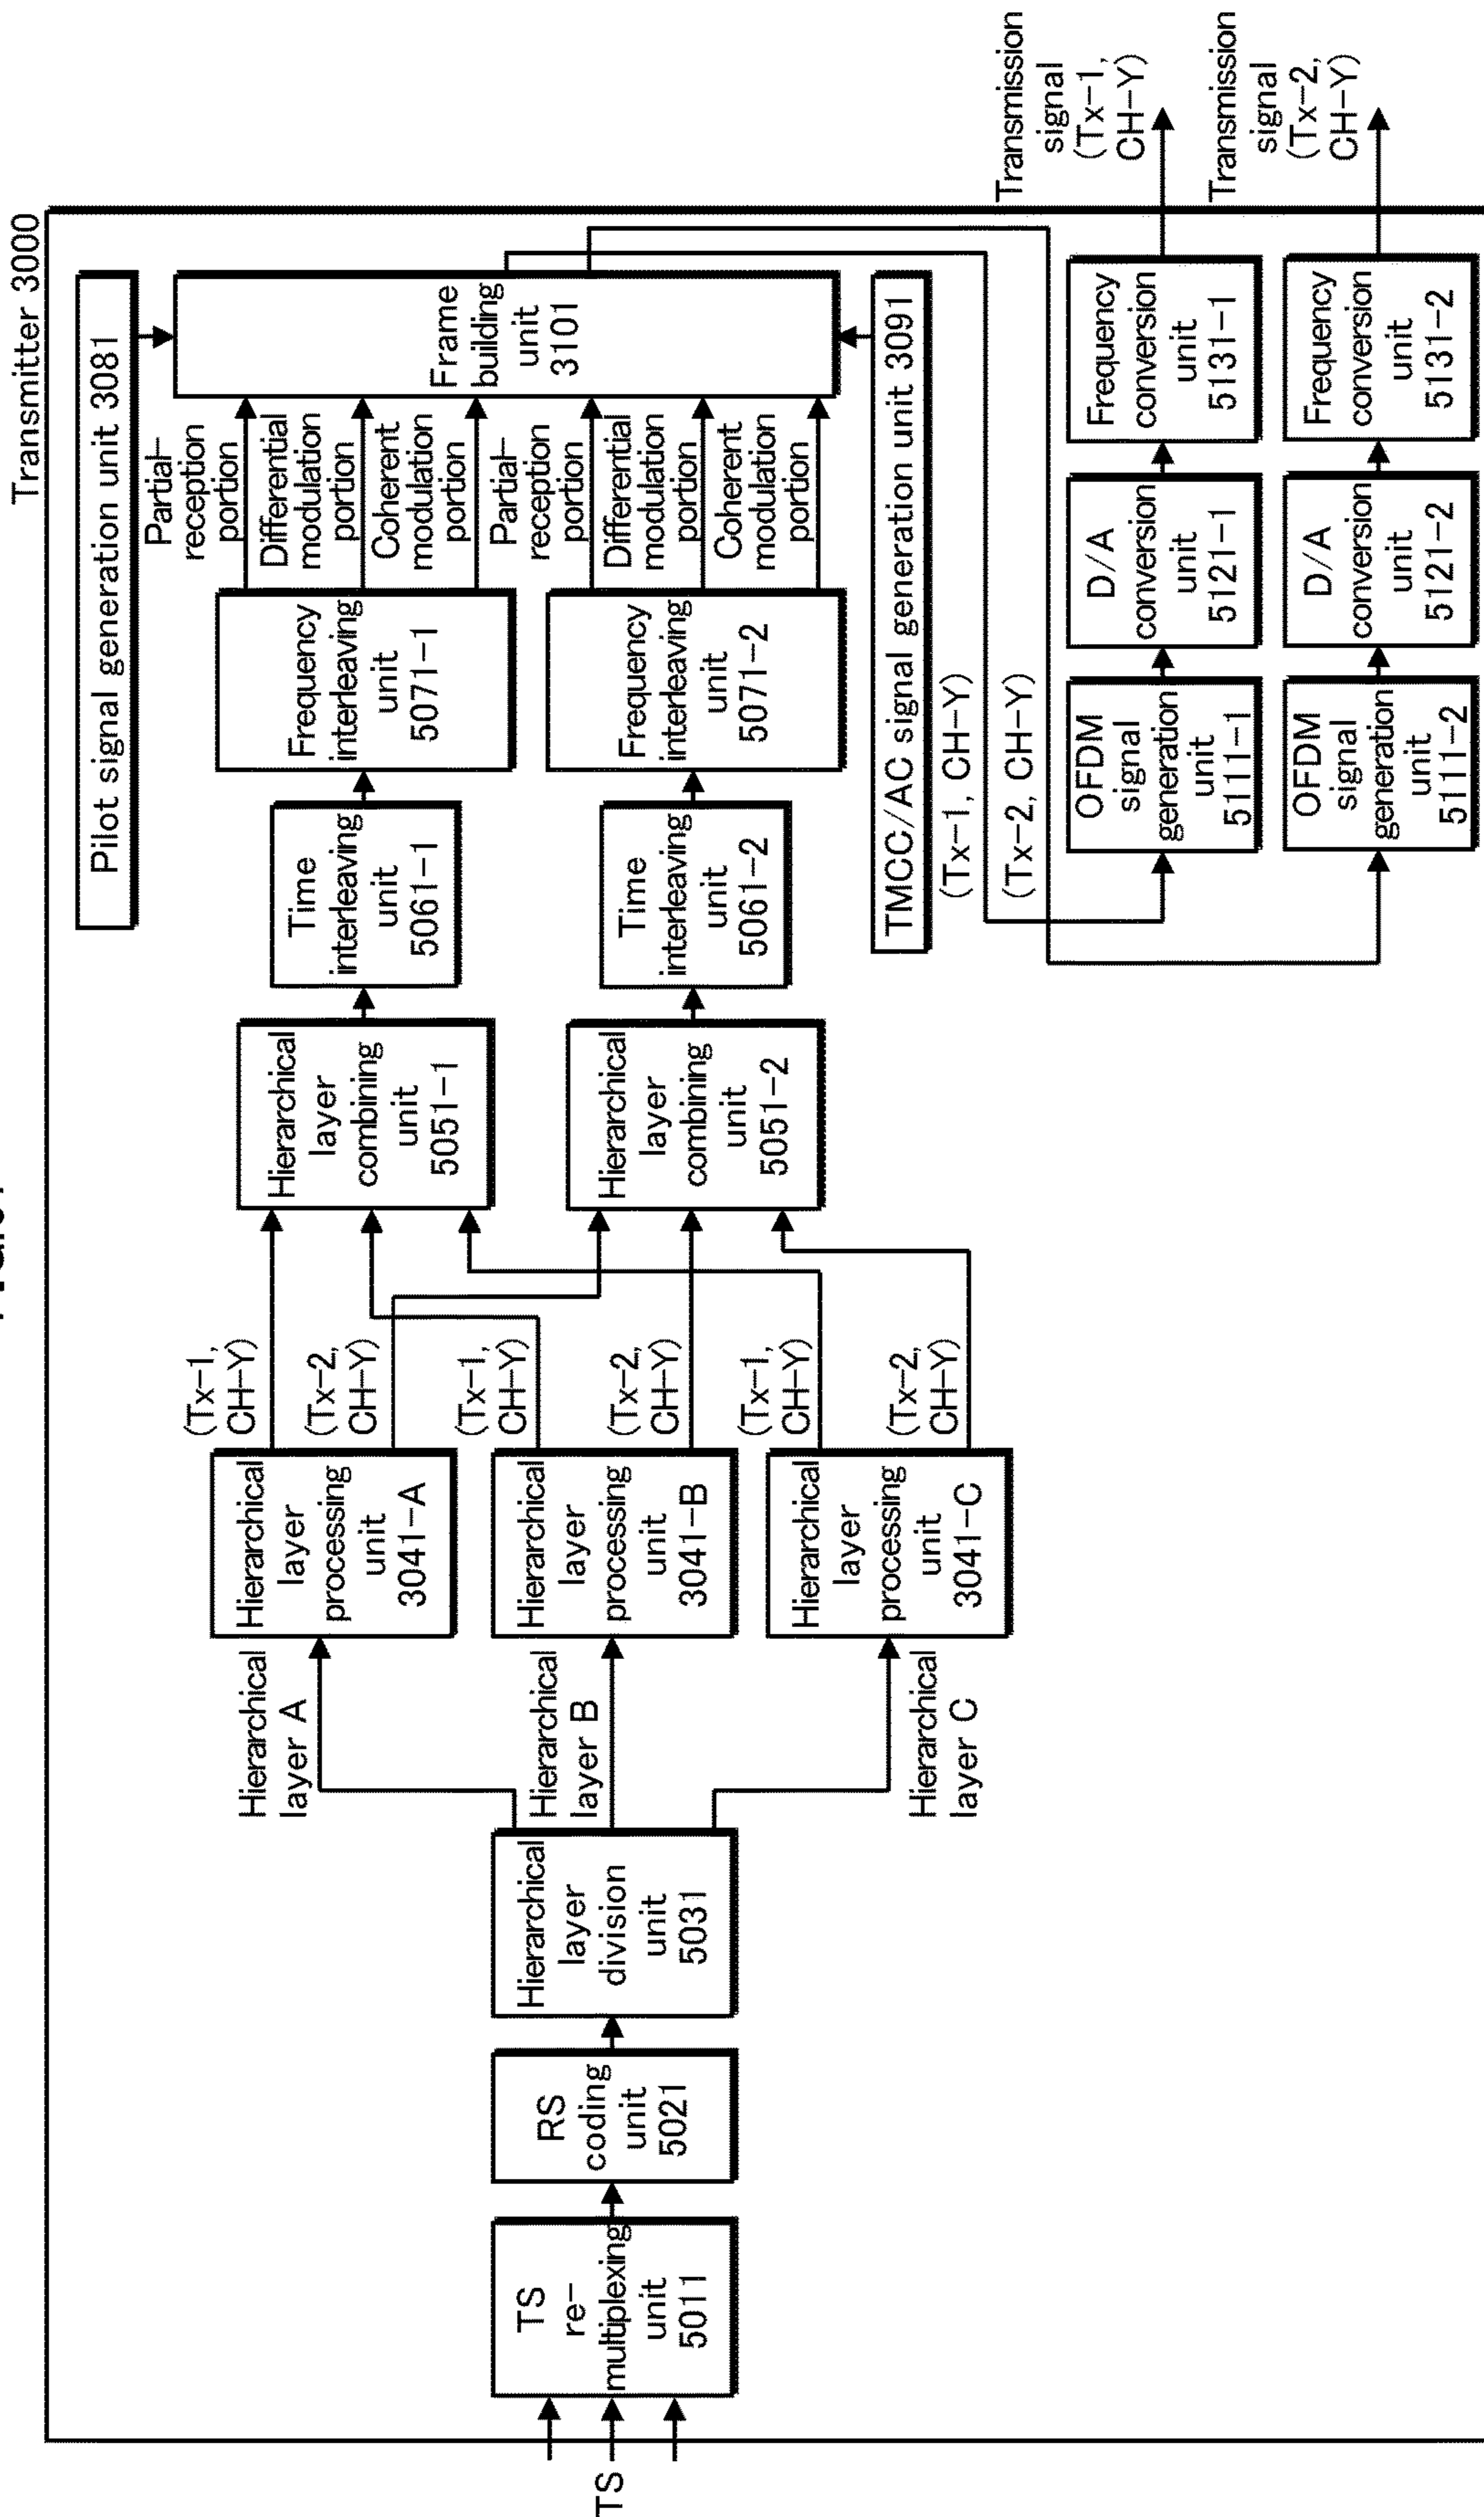 Transmitter 3000
TS
TS
re-
multiplexing
unit
5011
RS
coding
unit
5021
Hierarchical
layer
division
unit
5031
Hierarchical
layer A
Hierarchical
layer B
Hierarchical
layer C
Hierarchical
layer
processing
unit
3041-A
Hierarchical
layer
processing
unit
3041-B
Hierarchical
layer
processing
unit
3041-C
(Tx-1,
CH-Y)
(Tx-2,
CH-Y)
(Tx-1,
CH-Y)
(Tx-2,
CH-Y)
(Tx-1,
CH-Y)
(Tx-2,
CH-Y)
Hierarchical
layer
combining
unit
5051-1
Hierarchical
layer
combining
unit
5051-2
Time
interleaving
unit
5061-1
Time
interleaving
unit
5061-2
Frequency
interleaving
unit
5071-1
Frequency
interleaving
unit
5071-2
Pilot signal generation unit 3081
Partial-
reception
portion
Differential
modulation
portion
Coherent
modulation
portion
Partial-
reception
portion
Differential
modulation
portion
Coherent
modulation
portion
Frame
building
unit
3101
TMCC/AC signal generation unit 3091
(Tx-1, CH-Y)
(Tx-2, CH-Y)
OFDM
signal
generation
unit
5111-1
D/A
conversion
unit
5121-1
Frequency
conversion
unit
5131-1
Transmission
signal
(Tx-1,
CH-Y)
OFDM
signal
generation
unit
5111-2
D/A
conversion
unit
5121-2
Frequency
conversion
unit
5131-2
Transmission
signal
(Tx-2,
CH-Y)